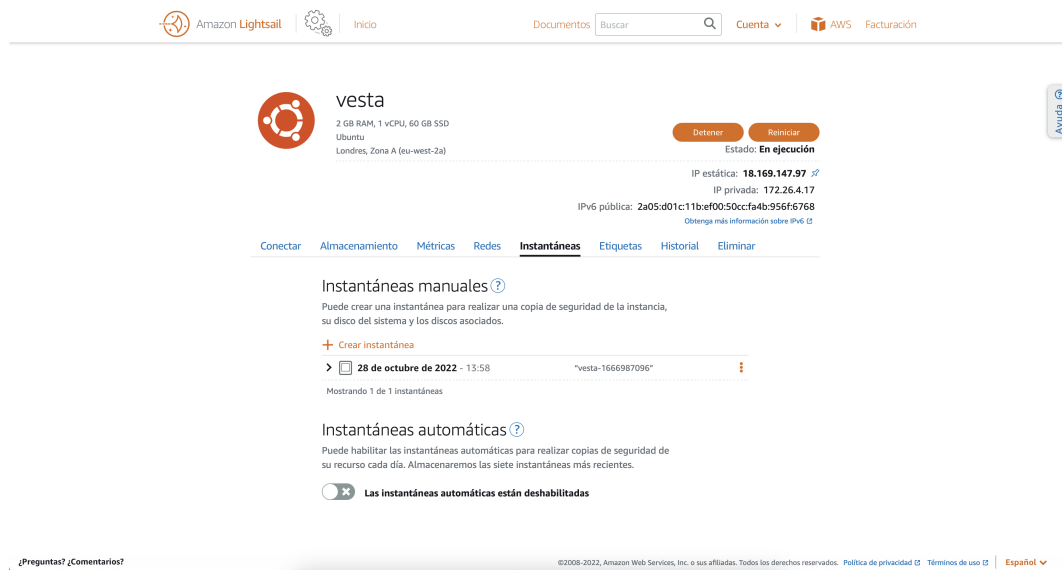 Amazon Lightsail
Inicio
Documentos
Buscar
Cuenta
AWS
Facturación
Ayuda
vesta
2 GB RAM, 1 vCPU, 60 GB SSD
Ubuntu
Londres, Zona A (eu-west-2a)
Detener
Reiniciar
Estado: En ejecución
IP estática: 18.169.147.97
IP privada: 172.26.4.17
IPv6 pública: 2a05:d01c:11b:ef00:50cc:fa4b:956f:6768
Obtenga más información sobre IPv6
Conectar Almacenamiento Métricas Redes Instantáneas Etiquetas Historial Eliminar
Instantáneas manuales ?
Puede crear una instantánea para realizar una copia de seguridad de la instancia,
su disco del sistema y los discos asociados.
+ Crear instantánea
28 de octubre de 2022 - 13:58 "vesta-1666987096"
Mostrando 1 de 1 instantáneas
Instantáneas automáticas ?
Puede habilitar las instantáneas automáticas para realizar copias de seguridad de
su recurso cada día. Almacenaremos las siete instantáneas más recientes.
Las instantáneas automáticas están deshabilitadas
¿Preguntas? ¿Comentarios?
©2008-2022, Amazon Web Services, Inc. o sus afiliadas. Todos los derechos reservados. Política de privacidad Términos de uso
Español